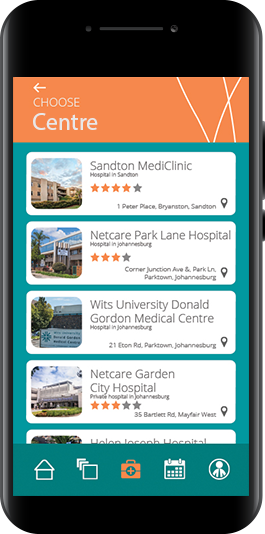 CHOOSE
Centre
Sandton MediClinic
Hospital in Sandton
1 Peter Place, Bryanston, Sandton
Netcare Park Lane Hospital
Hospital in johannesburg
Corner Junction Ave &, Park Ln,
Parktown, Johannesburg
Wits University Donald
Gordon Medical Centre
Hospital in johannesburg
21 Eton Rd, Parktown, Johannesburg
Netcare Garden
City Hospital
Private hospital in Johannesburg
35 Bartlett Rd, Mayfair West
Helen Joseph Hospital